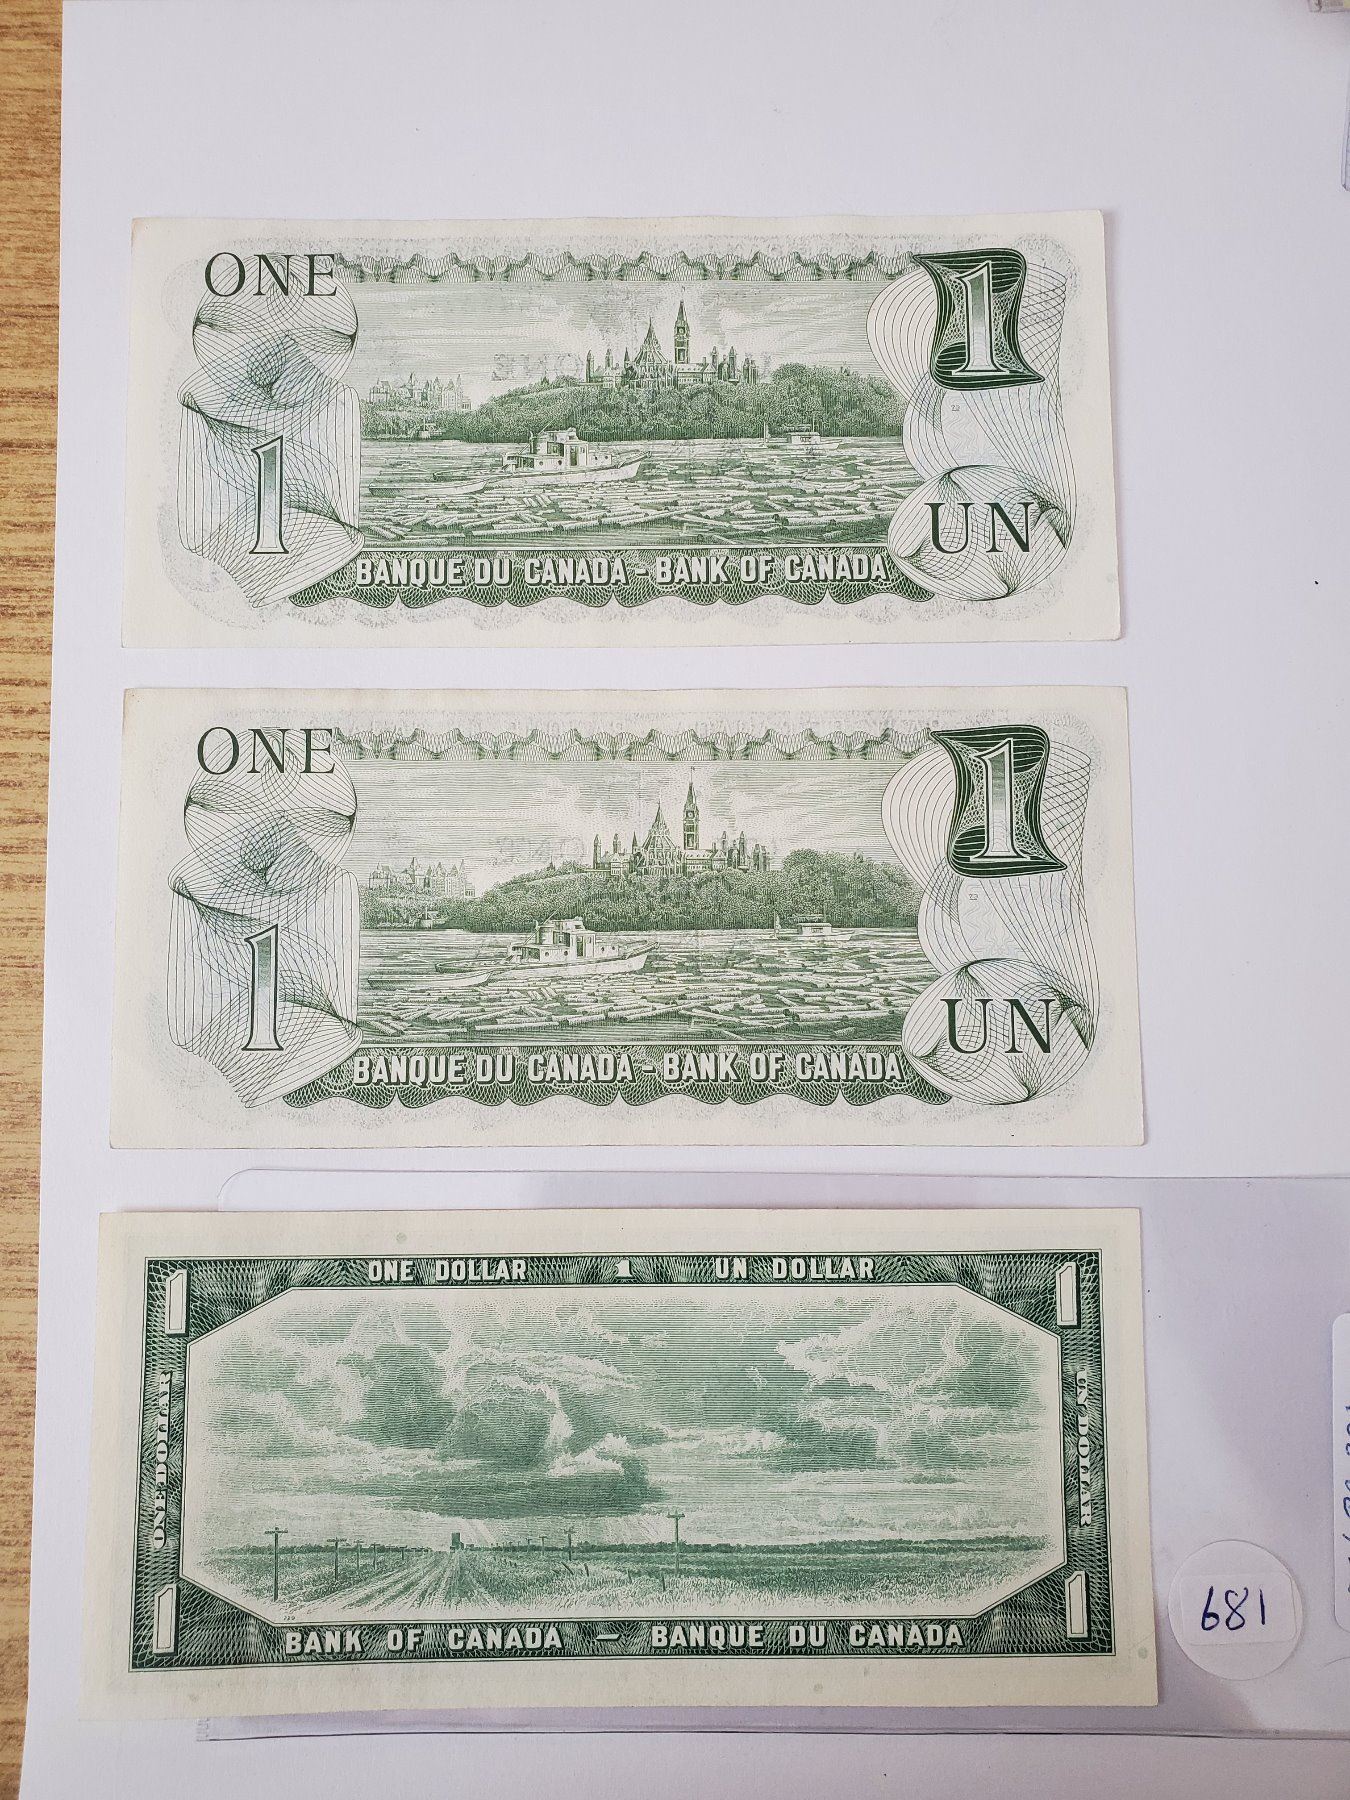 ONE
1
1
UN
BANQUE DU CANADA - BANK OF CANADA
ONE
1
1
UN
BANQUE DU CANADA - BANK OF CANADA
1 ONE DOLLAR 1 UN DOLLAR 1
ONE DOLLAR
UN DOLLAR
1 1
BANK OF CANADA — BANQUE DU CANADA
681